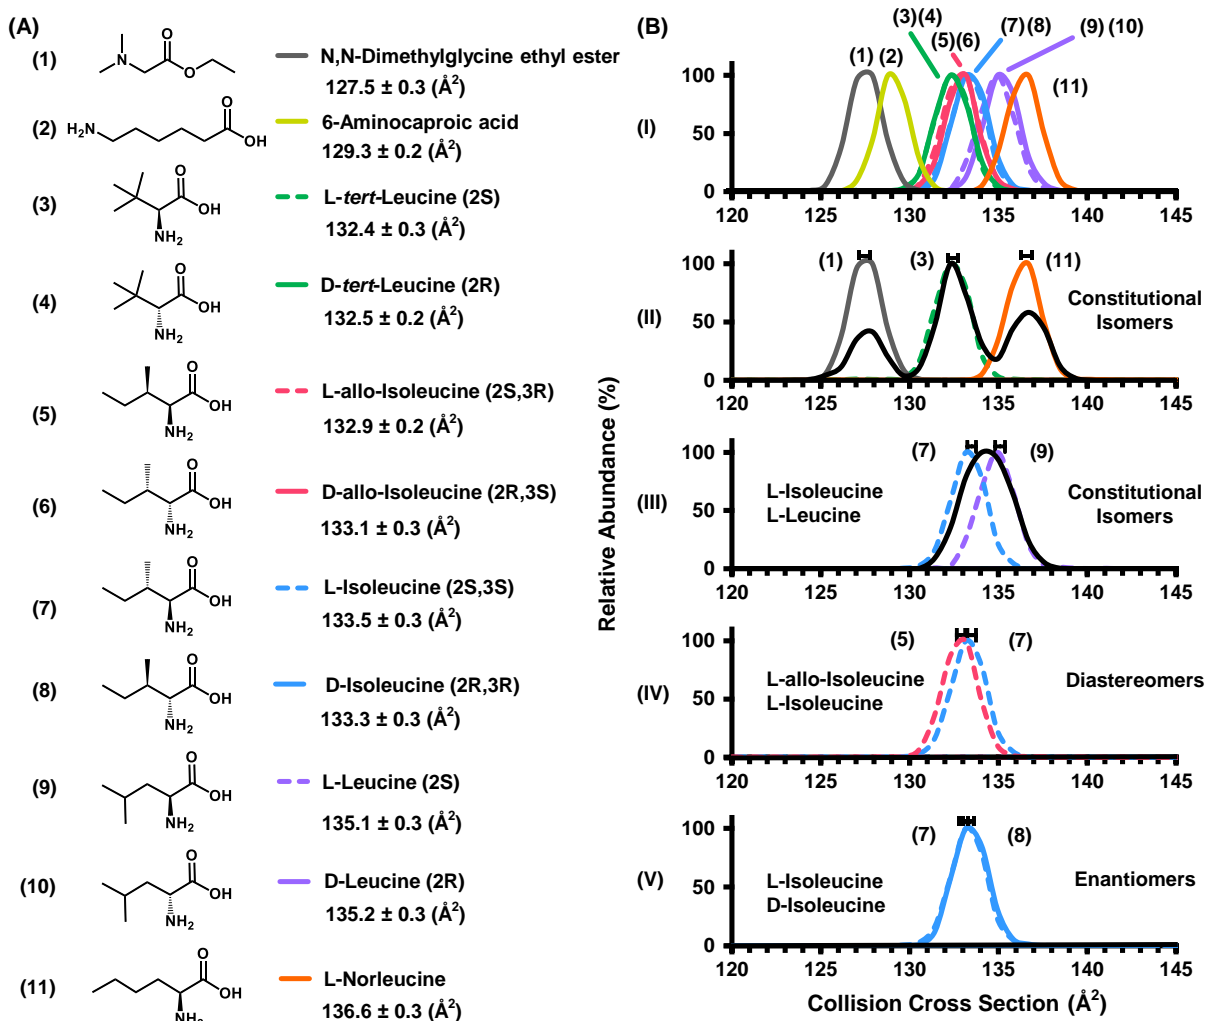 (A)
(1)
N
O
O
N,N-Dimethylglycine ethyl ester
127.5 ± 0.3 (Å²)
(2)
H₂N
O
OH
6-Aminocaproic acid
129.3 ± 0.2 (Å²)
(3)
O
OH
NH₂
L-tert-Leucine (2S)
132.4 ± 0.3 (Å²)
(4)
O
OH
NH₂
D-tert-Leucine (2R)
132.5 ± 0.2 (Å²)
(5)
O
OH
NH₂
L-allo-Isoleucine (2S,3R)
132.9 ± 0.2 (Å²)
(6)
O
OH
NH₂
D-allo-Isoleucine (2R,3S)
133.1 ± 0.3 (Å²)
(7)
O
OH
NH₂
L-Isoleucine (2S,3S)
133.5 ± 0.3 (Å²)
(8)
O
OH
NH₂
D-Isoleucine (2R,3R)
133.3 ± 0.3 (Å²)
(9)
O
OH
NH₂
L-Leucine (2S)
135.1 ± 0.3 (Å²)
(10)
O
OH
NH₂
D-Leucine (2R)
135.2 ± 0.3 (Å²)
(11)
O
OH
NH₂
L-Norleucine
136.6 ± 0.3 (Å²)
(B)
Relative Abundance (%)
(I)
(1) (2)
(3)(4)
(5)(6)
(7)(8)
(9) (10)
(11)
100
50
0
120 125 130 135 140 145
(II)
(1) (3) (11)
Constitutional
Isomers
100
50
0
120 125 130 135 140 145
(III)
(7) (9)
L-Isoleucine
L-Leucine
Constitutional
Isomers
100
50
0
120 125 130 135 140 145
(IV)
(5) (7)
L-allo-Isoleucine
L-Isoleucine
Diastereomers
100
50
0
120 125 130 135 140 145
(V)
(7) (8)
L-Isoleucine
D-Isoleucine
Enantiomers
100
50
0
120 125 130 135 140 145
Collision Cross Section (Å²)